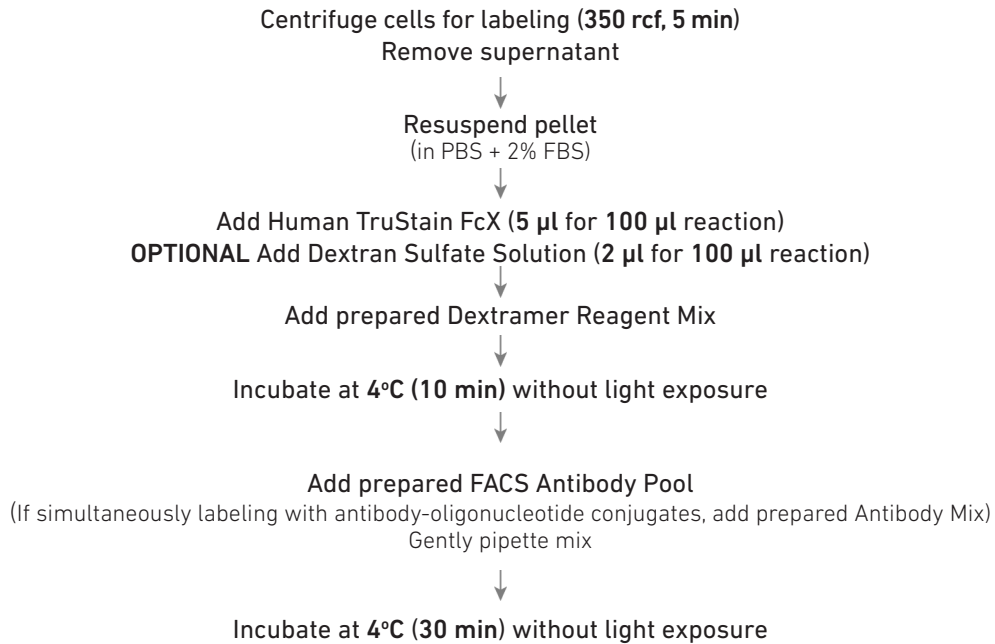 Centrifuge cells for labeling (350 rcf, 5 min)
Remove supernatant
Resuspend pellet
(in PBS + 2% FBS)
Add Human TruStain FcX (5 µl for 100 µl reaction)
OPTIONAL Add Dextran Sulfate Solution (2 µl for 100 µl reaction)
Add prepared Dextramer Reagent Mix
Incubate at 4ºC (10 min) without light exposure
Add prepared FACS Antibody Pool
(If simultaneously labeling with antibody-oligonucleotide conjugates, add prepared Antibody Mix)
Gently pipette mix
Incubate at 4ºC (30 min) without light exposure